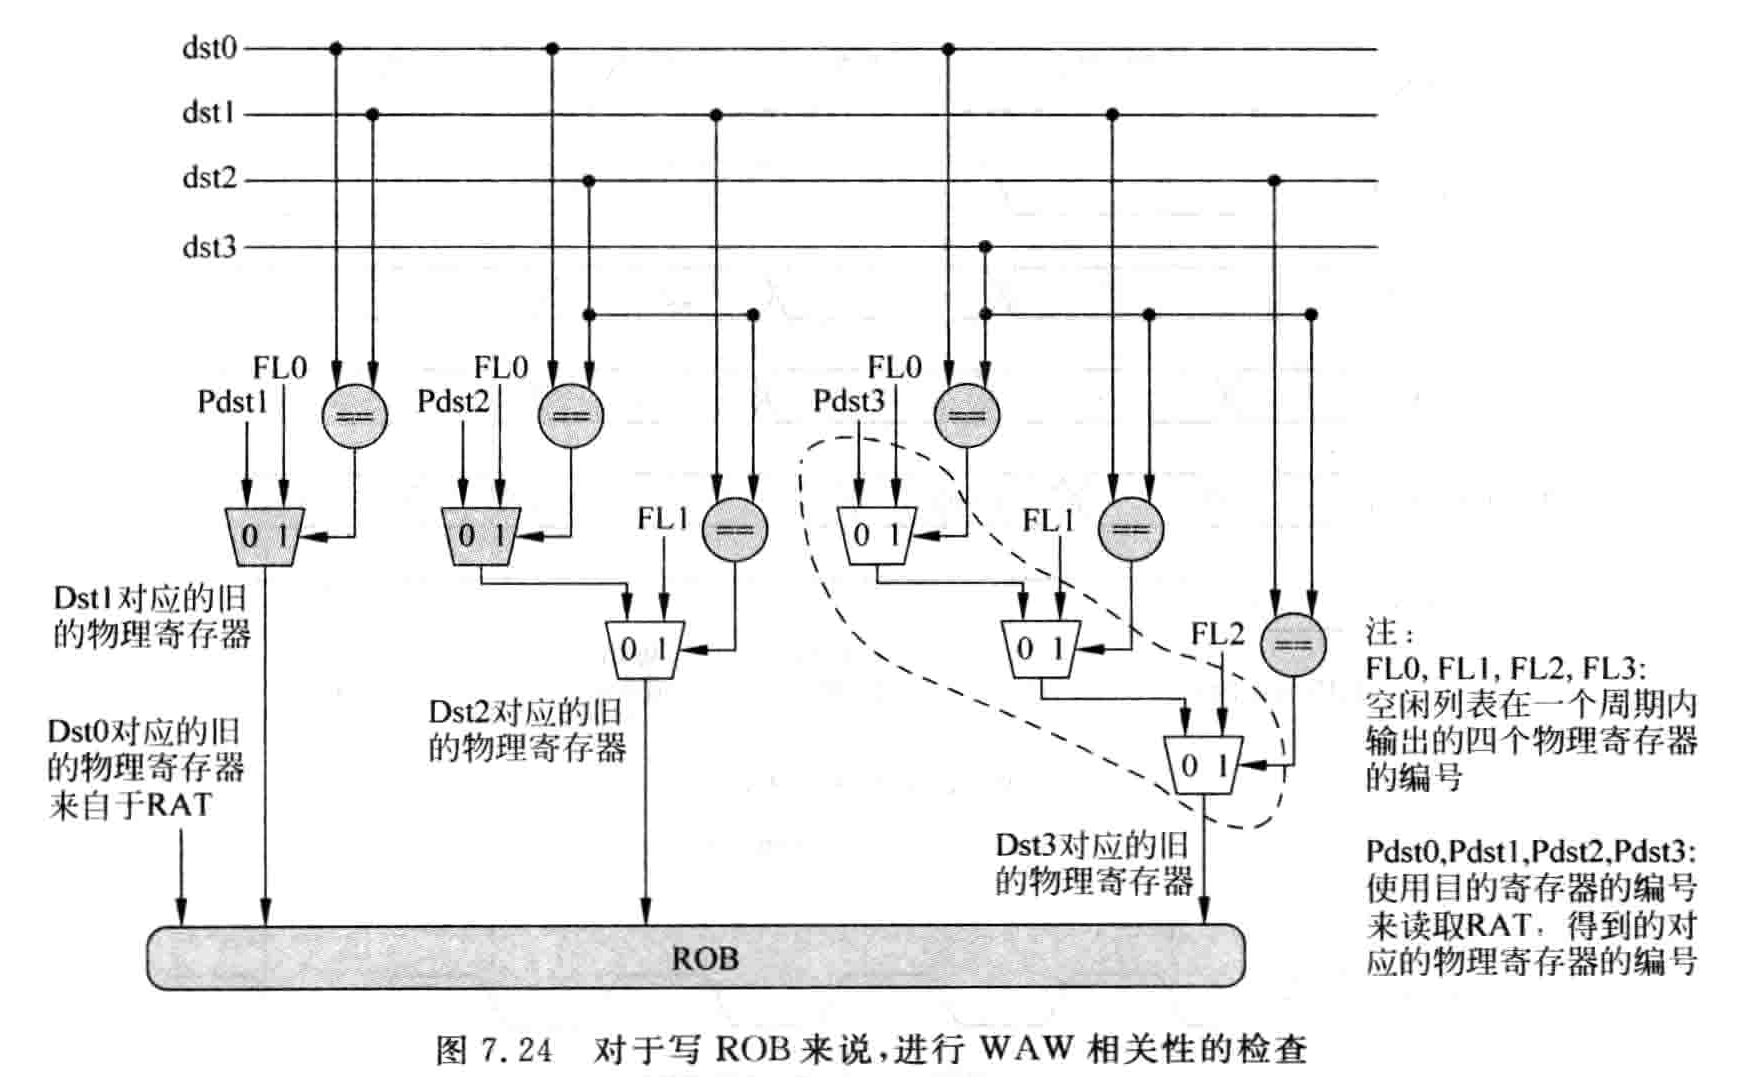 dst0
dst1
dst2
dst3
FL0
Pdst1
==
0 1
FL0
Pdst2
==
0 1
FL1
==
0 1
FL0
Pdst3
==
0 1
FL1
==
0 1
FL2
==
0 1
Dst1对应的旧
的物理寄存器
Dst0对应的旧
的物理寄存器
来自于RAT
Dst2对应的旧
的物理寄存器
Dst3对应的旧
的物理寄存器
ROB
注:
FL0, FL1, FL2, FL3:
空闲列表在一个周期内
输出的四个物理寄存器
的编号
Pdst0,Pdst1,Pdst2,Pdst3:
使用目的寄存器的编号
来读取RAT，得到的对
应的物理寄存器的编号
图 7.24 对于写 ROB 来说,进行 WAW 相关性的检查